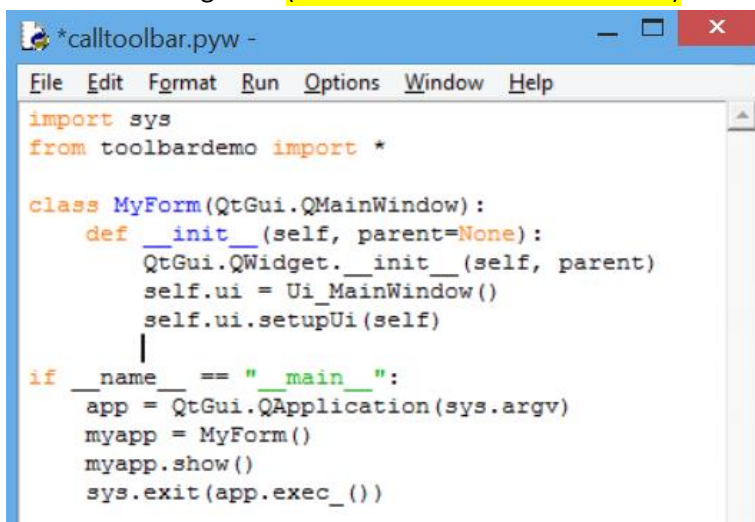 *calltoolbar.pyw -
File Edit Format Run Options Window Help
import sys
from toolbardemo import *
class MyForm(QtGui.QMainWindow):
    def __init__(self, parent=None):
        QtGui.QWidget.__init__(self, parent)
        self.ui = Ui_MainWindow()
        self.ui.setupUi(self)
if __name__ == "__main__":
    app = QtGui.QApplication(sys.argv)
    myapp = MyForm()
    myapp.show()
    sys.exit(app.exec_())